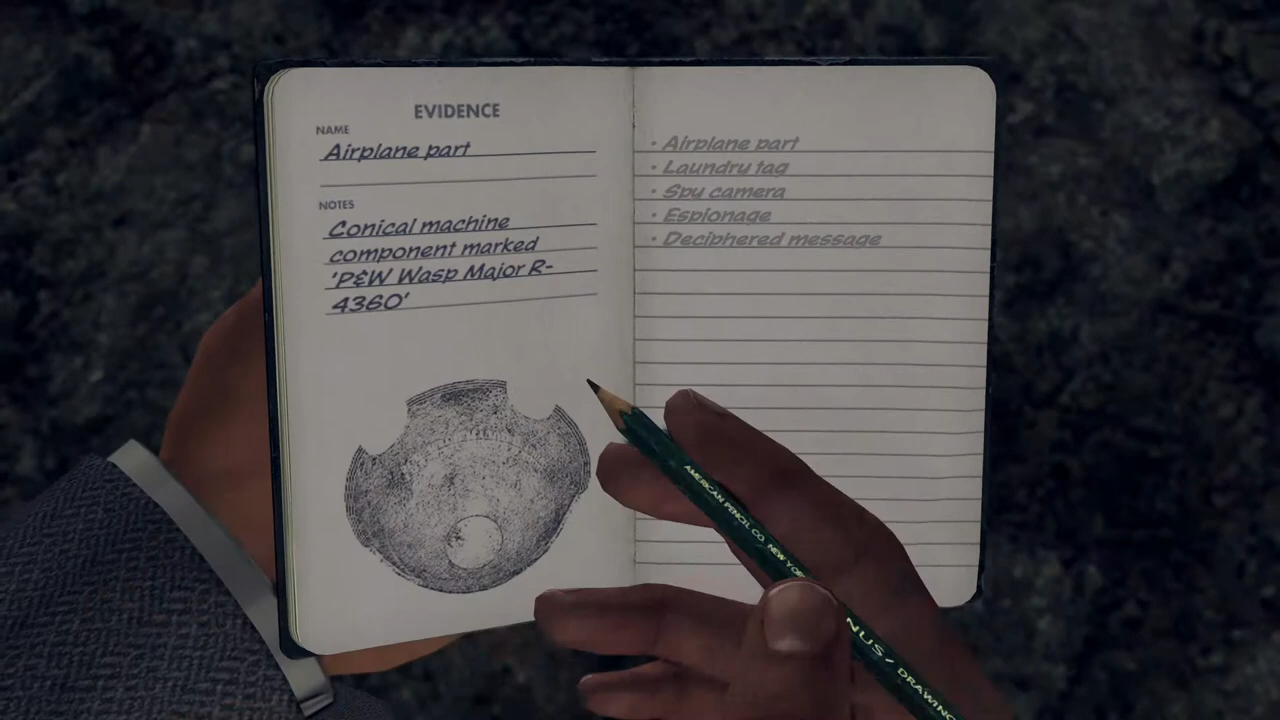 EVIDENCE
NAME
Airplane part
NOTES
Conical machine
component marked
'P&W Wasp Major R-
4360'
• Airplane part
• Laundry tag
• Spy camera
• Espionage
• Deciphered message
AMERICAN PENCIL CO. NEW YORK
NUS/ DRAWING